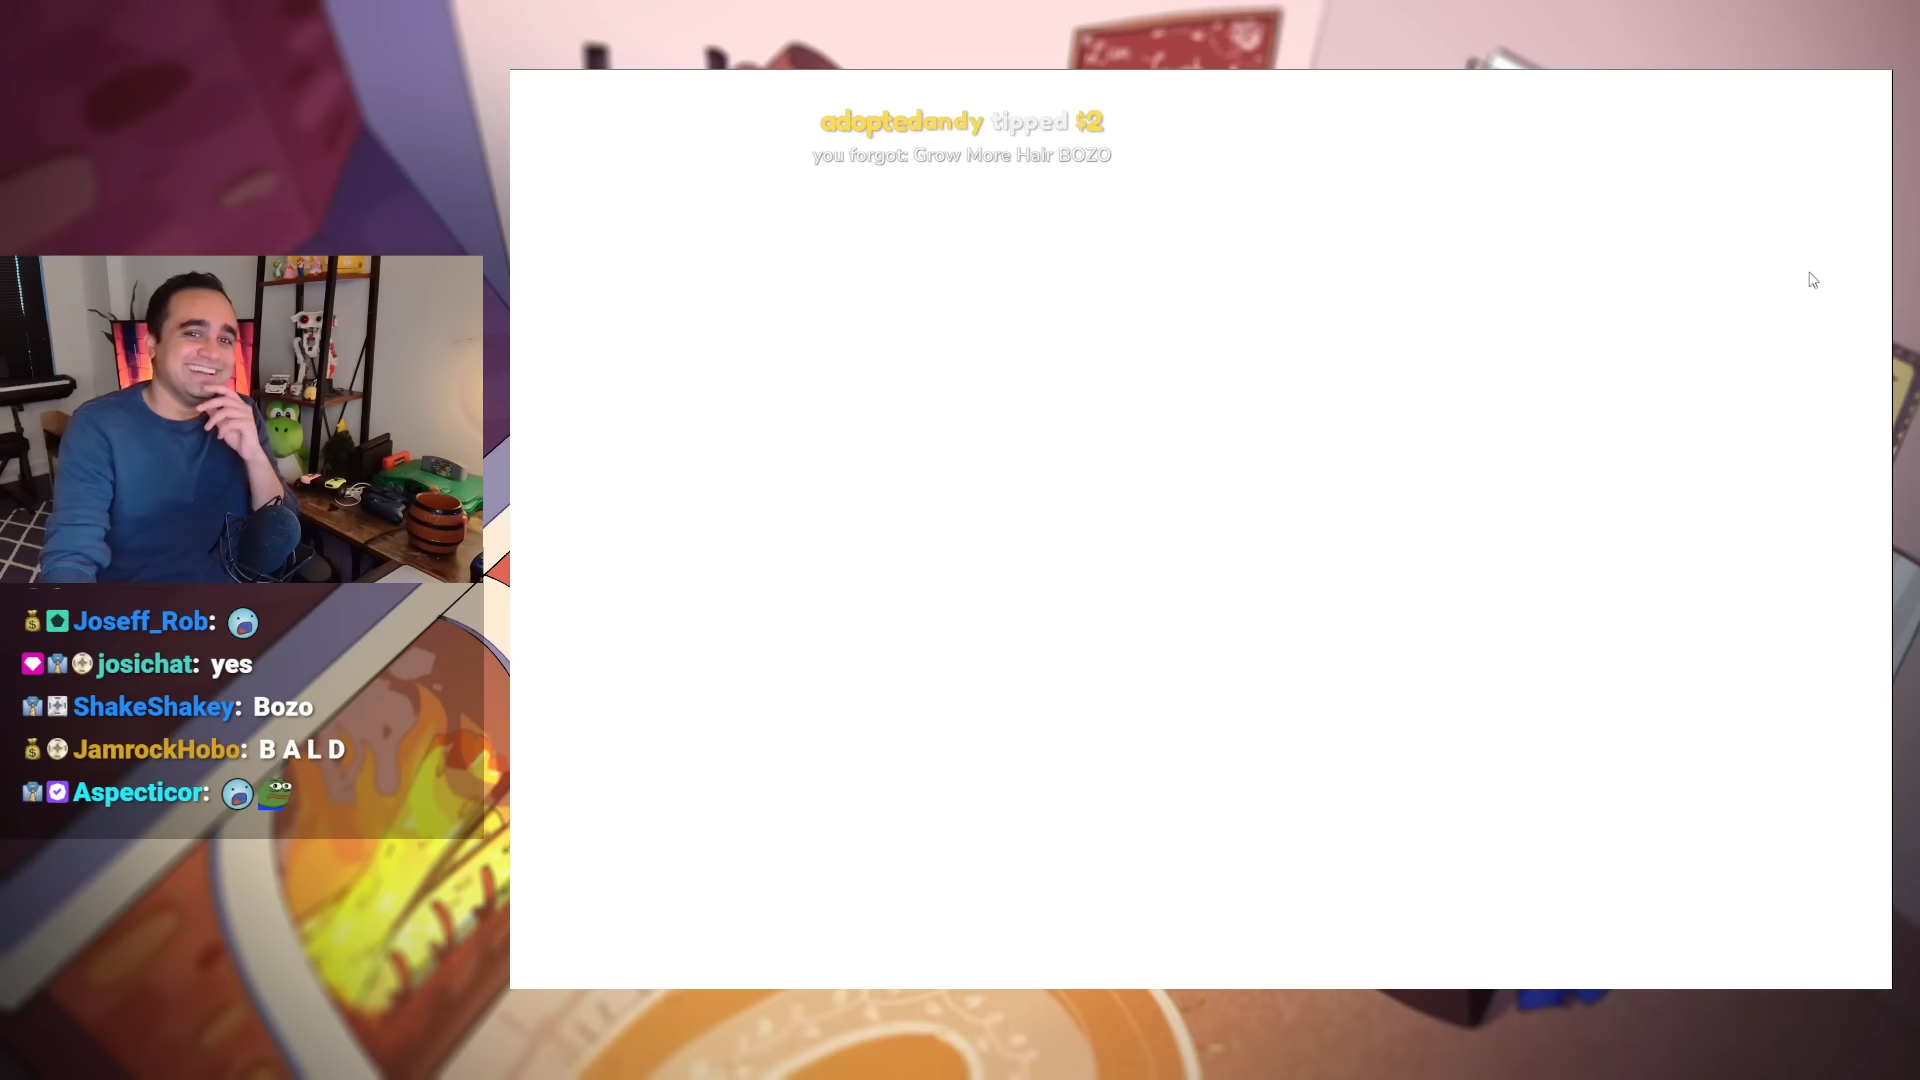 adoptedandy tipped $2
you forgot: Grow More Hair BOZO
Joseff_Rob:
josichat: yes
ShakeShakey: Bozo
JamrockHobo: B A L D
Aspecticor: